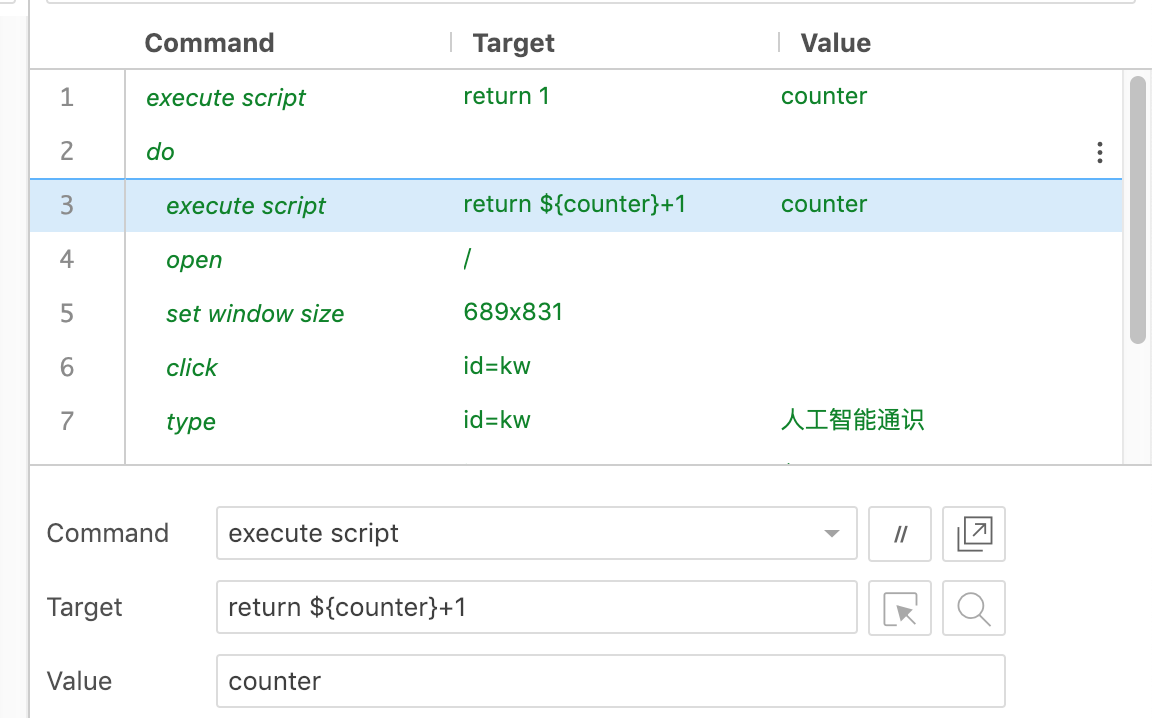 Command Target Value
1 execute script return 1 counter
2 do
3 execute script return ${counter}+1 counter
4 open /
5 set window size 689x831
6 click id=kw
7 type id=kw 人工智能通识
Command execute script //
Target return ${counter}+1
Value counter